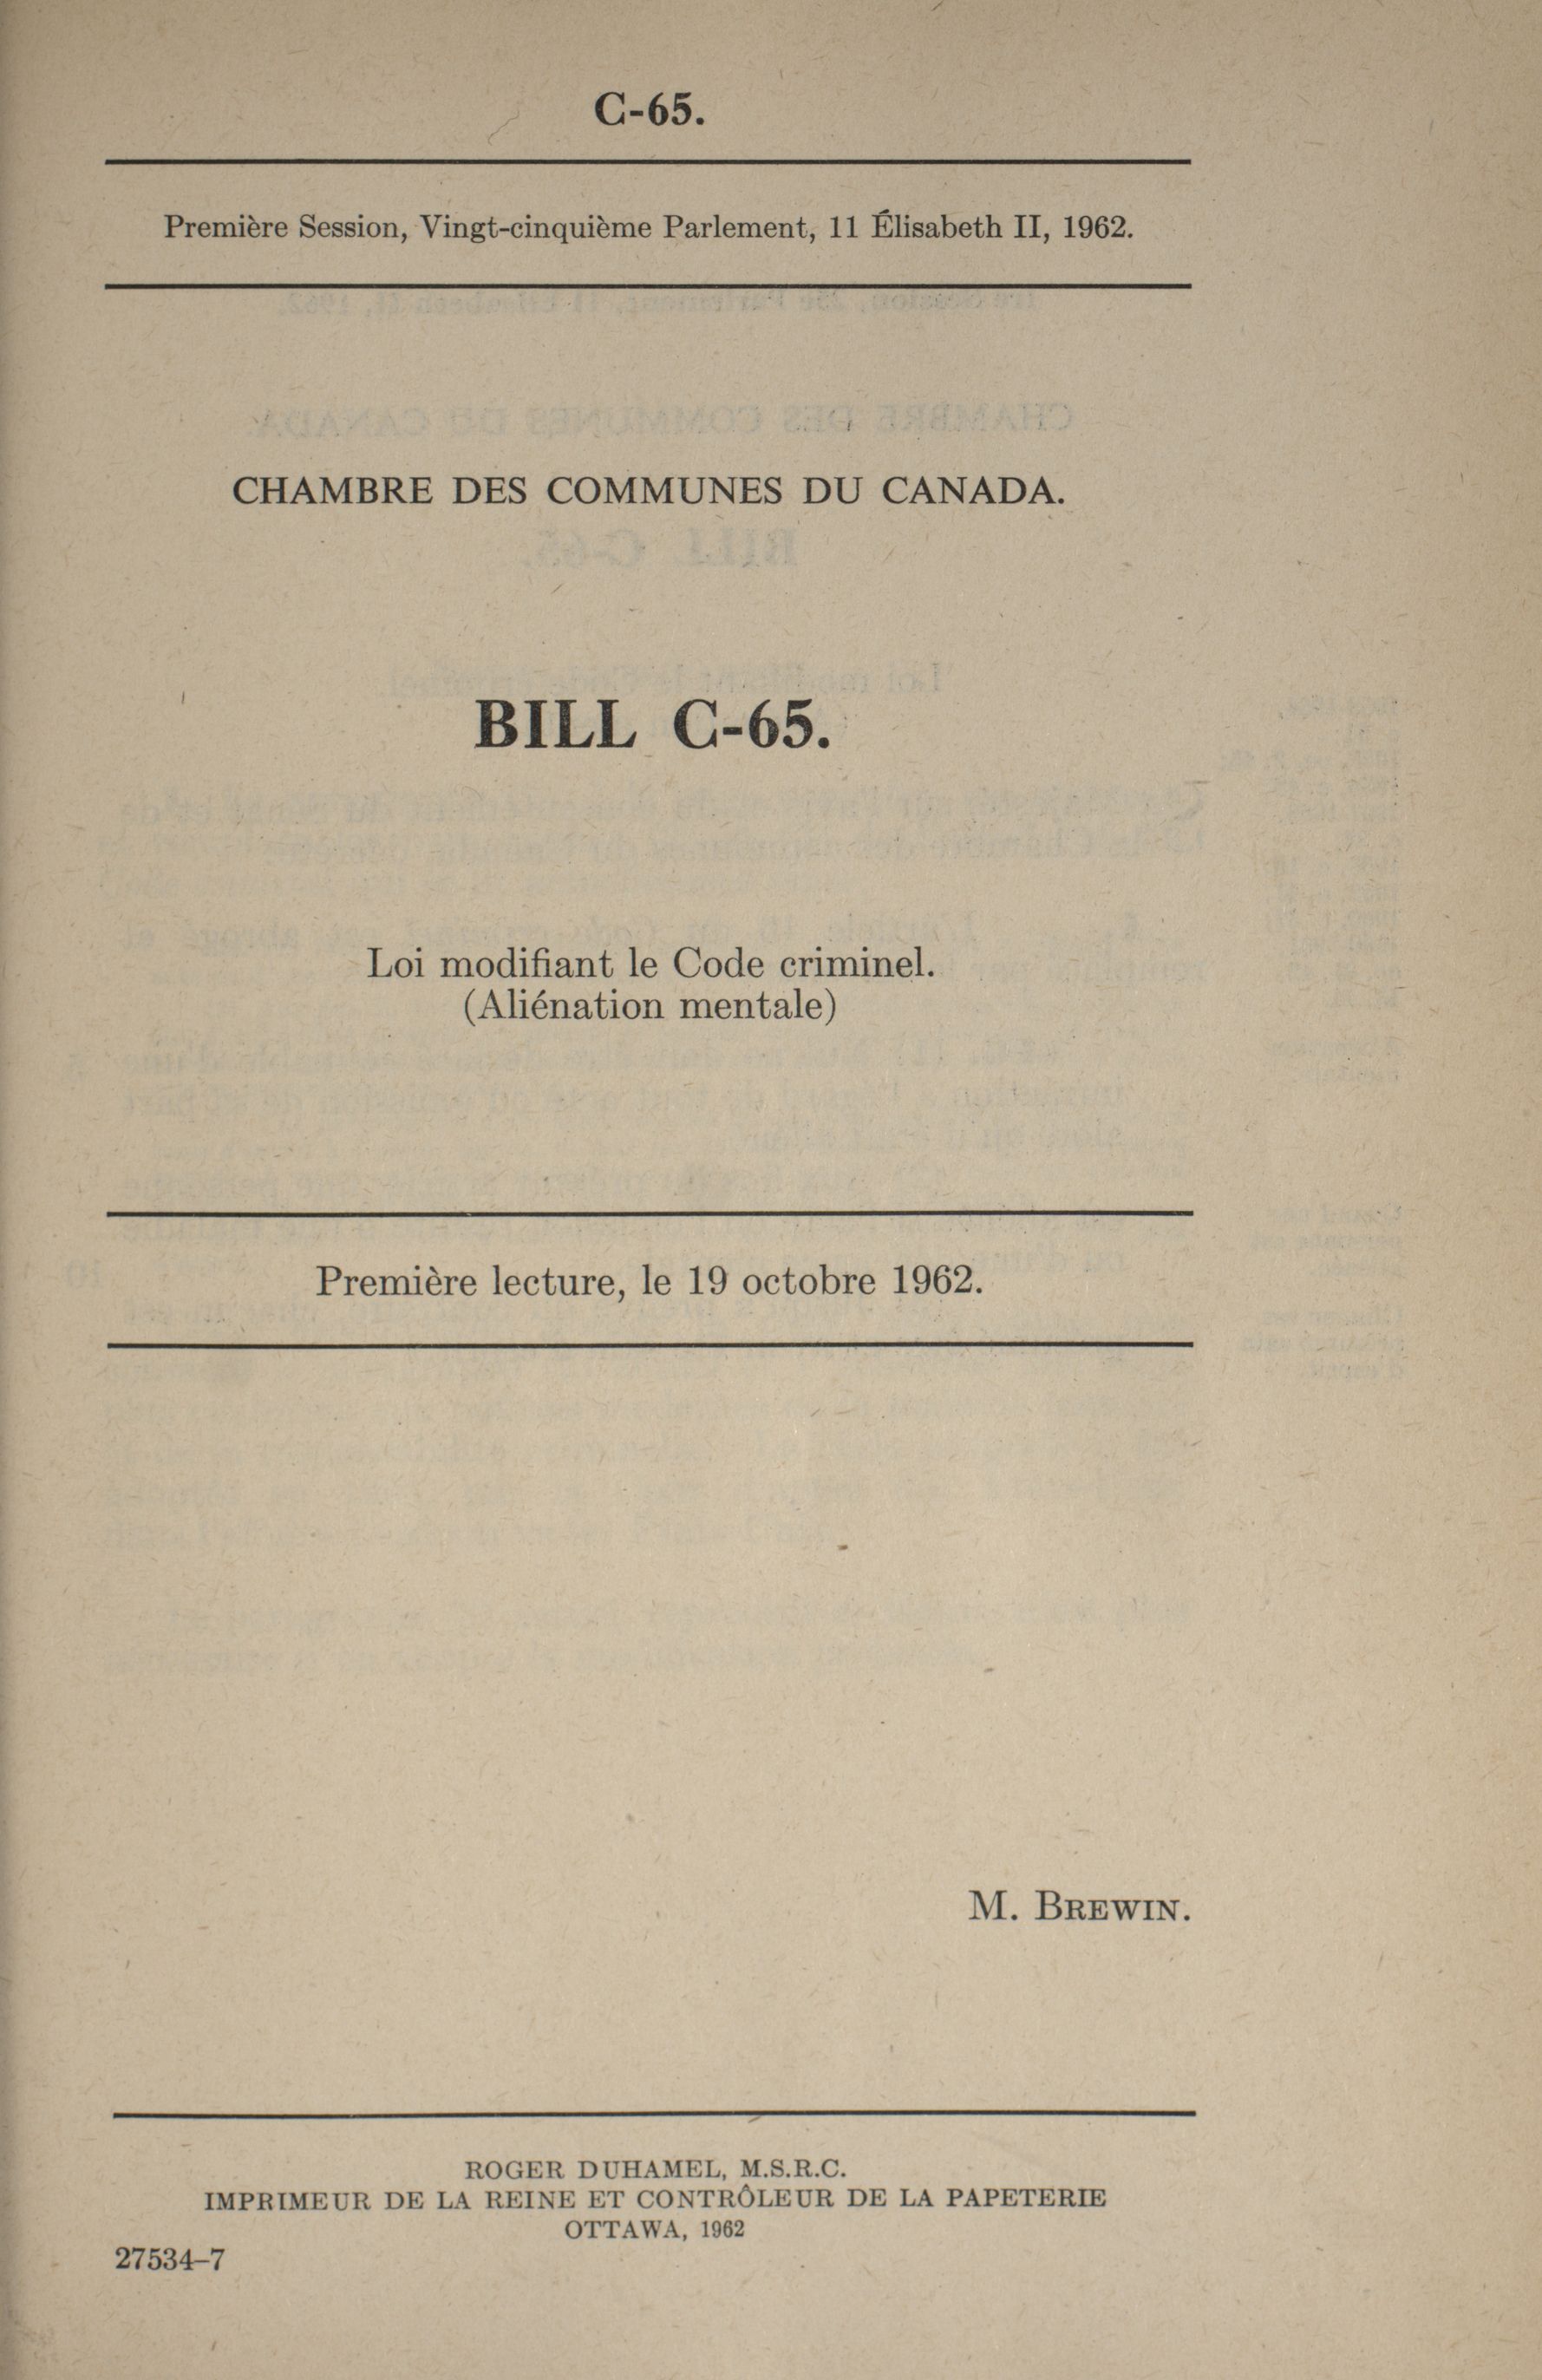 C-65.
Première Session, Vingt-cinquième Parlement, 11 Élisabeth II, 1962.
CHAMBRE DES COMMUNES DU CANADA.
BILL C-65.
Loi modifiant le Code criminel.
(Aliénation mentale)
Première lecture, le 19 octobre 1962.
M. BREWIN.
ROGER DUHAMEL, M.S.R.C.
IMPRIMEUR DE LA REINE ET CONTRÔLEUR DE LA PAPETERIE
OTTAWA, 1962
27534–7